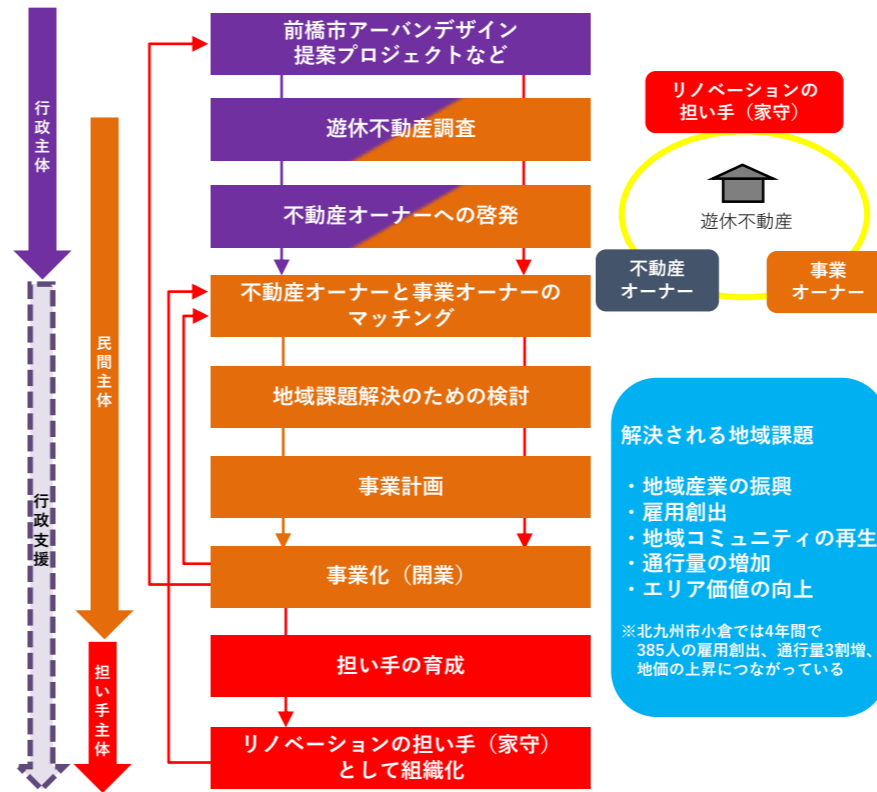 行政主体
行政支援
民間主体
担い手主体
前橋市アーバンデザイン
提案プロジェクトなど
遊休不動産調査
不動産オーナーへの啓発
不動産オーナーと事業オーナーの
マッチング
地域課題解決のための検討
事業計画
事業化（開業）
担い手の育成
リノベーションの担い手（家守）
として組織化
リノベーションの
担い手（家守）
遊休不動産
不動産
オーナー
事業
オーナー
解決される地域課題
・地域産業の振興
・雇用創出
・地域コミュニティの再生
・通行量の増加
・エリア価値の向上
※北九州市小倉では4年間で
385人の雇用創出、通行量3割増、
地価の上昇につながっている